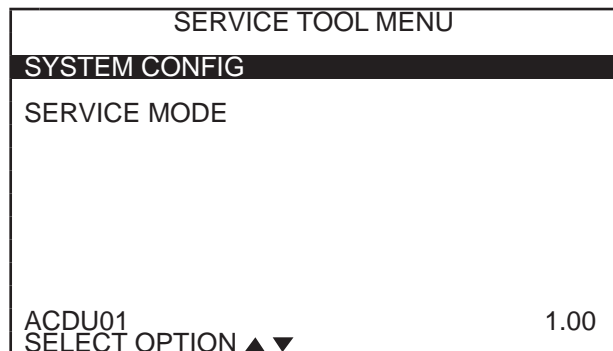 SERVICE TOOL MENU
SYSTEM CONFIG
SERVICE MODE
ACDU01 1.00
SELECT OPTION ▲ ▼